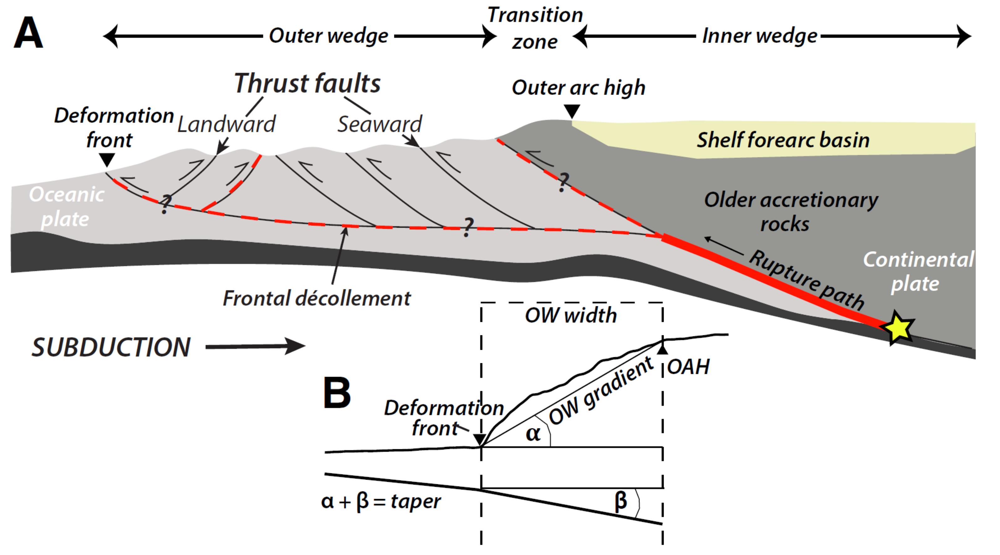 A
Outer wedge
Transition
zone
Inner wedge
Thrust faults
Outer arc high
Deformation
front
Landward
Seaward
Shelf forearc basin
Oceanic
plate
?
?
?
Older accretionary
rocks
Rupture path
Continental
plate
Frontal décollement
SUBDUCTION
OW width
B
OAH
OW gradient
Deformation
front
α
α + β = taper
β